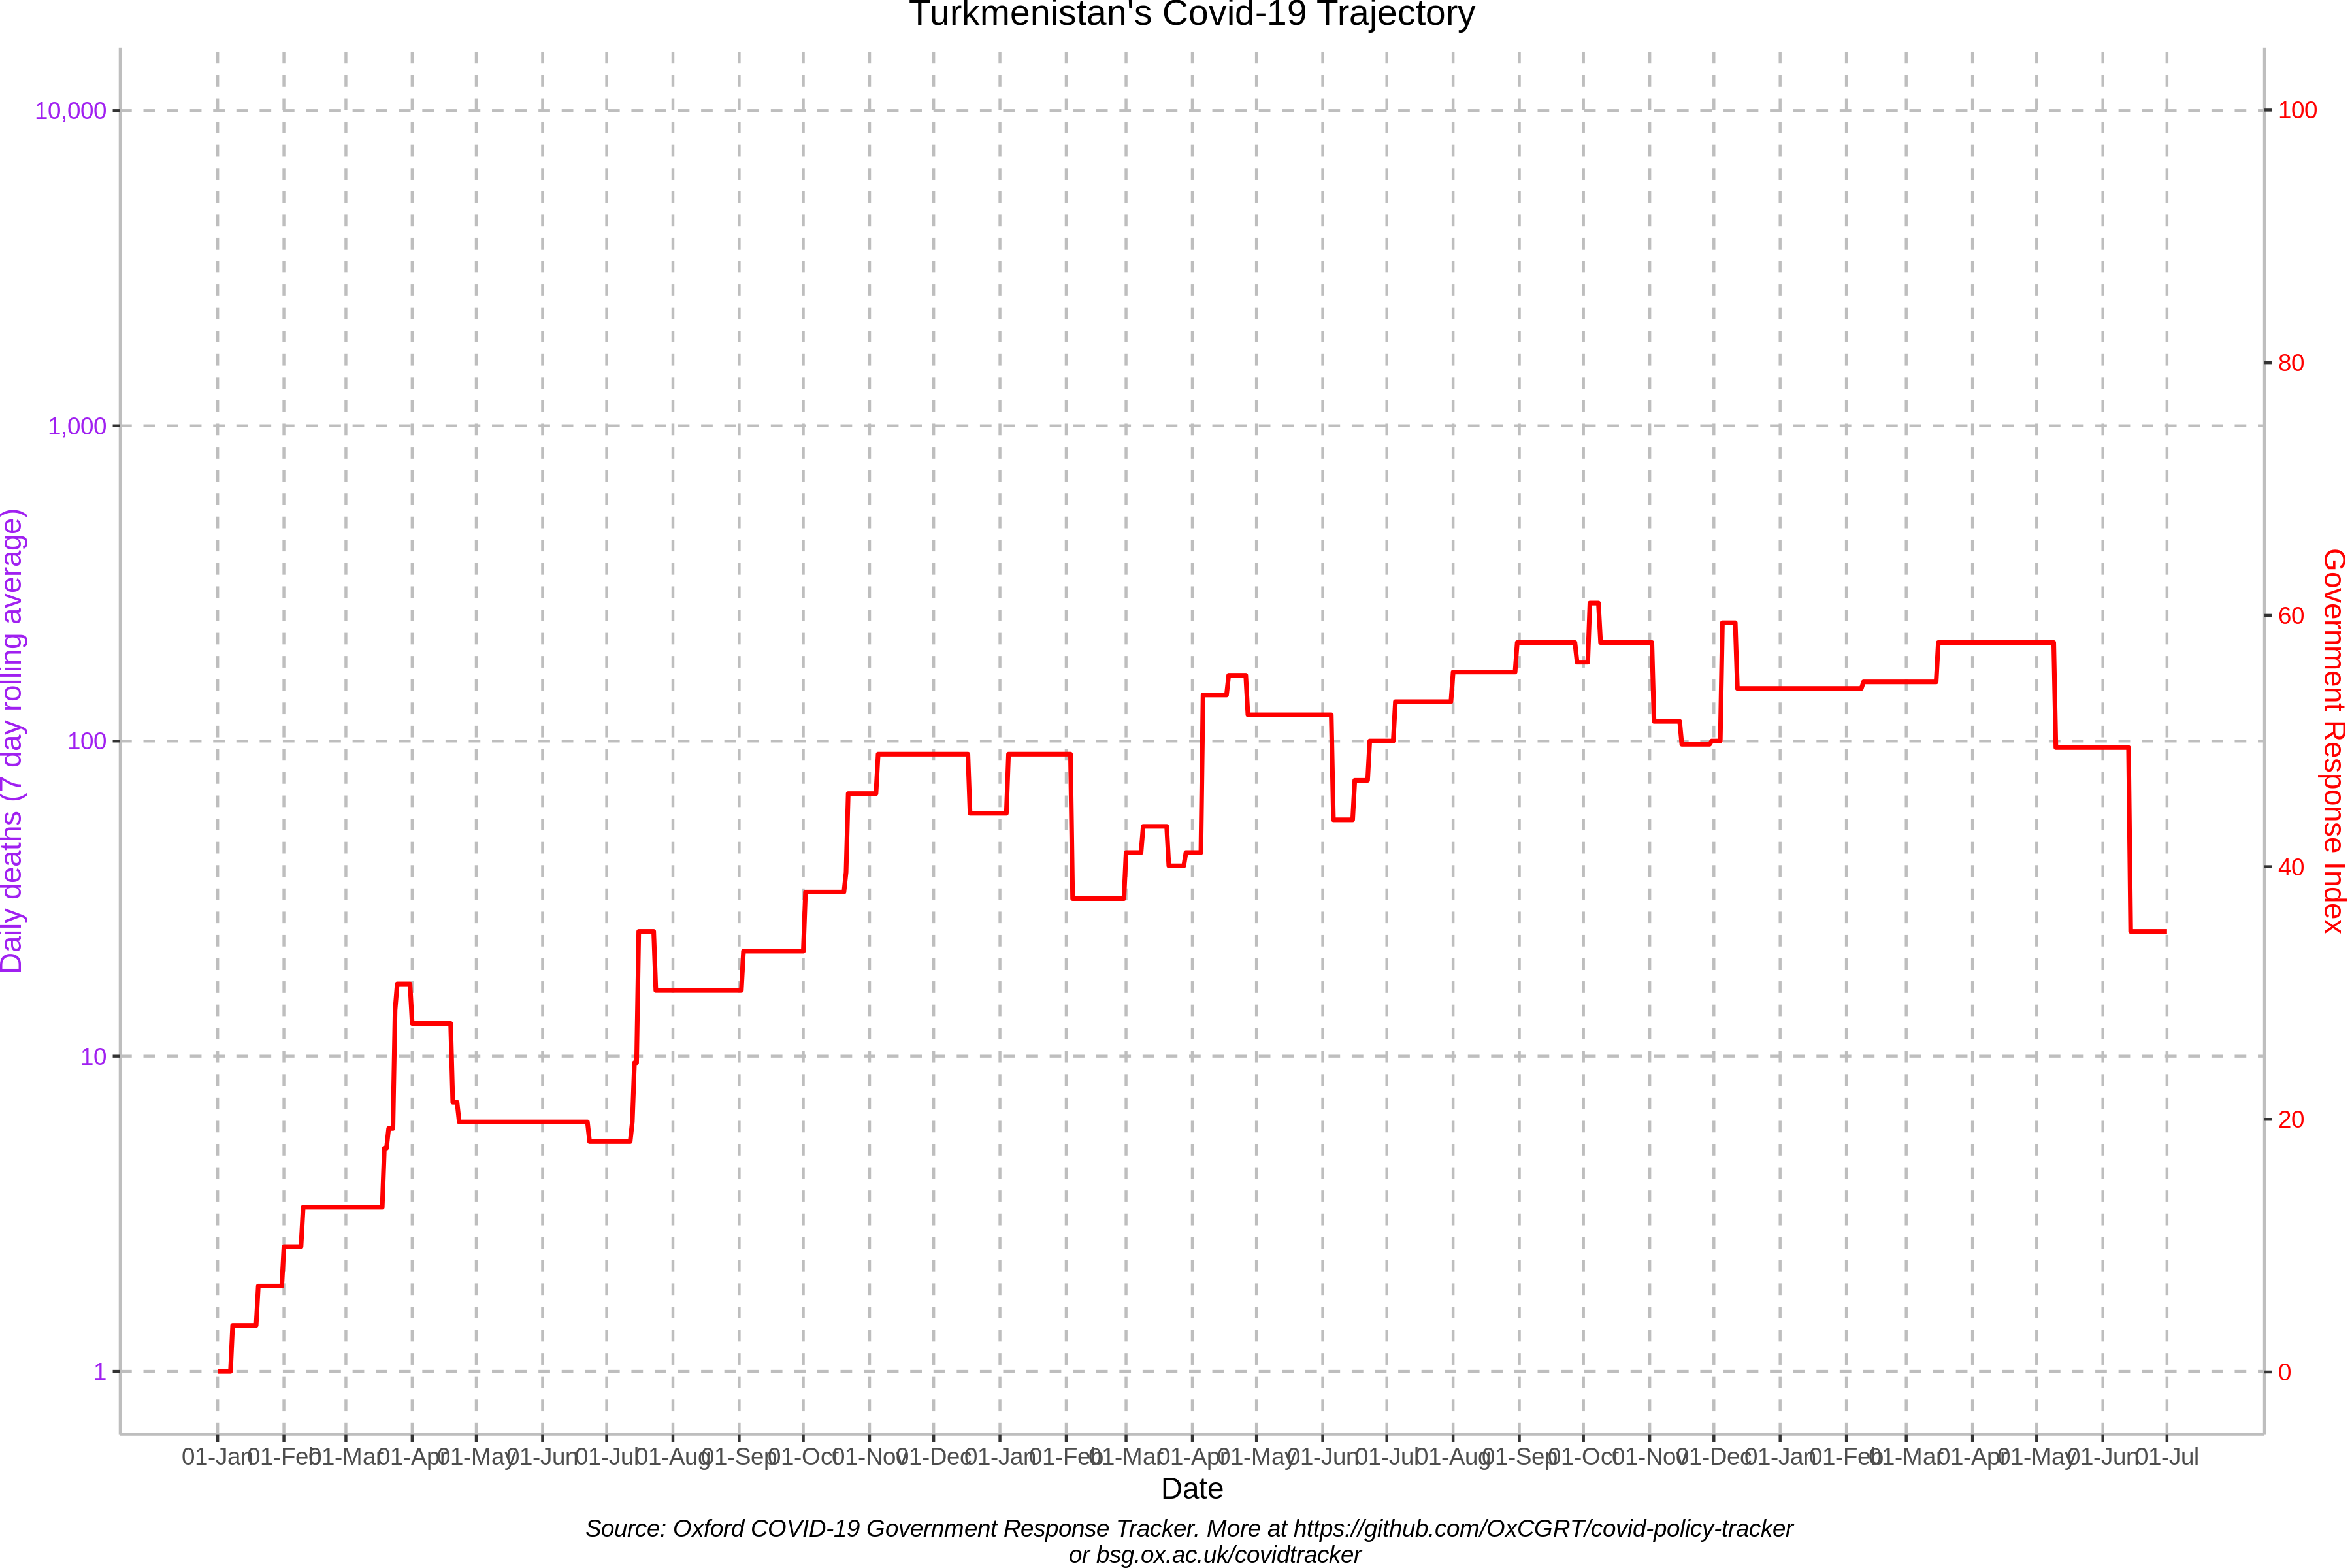 Turkmenistan's Covid-19 Trajectory
10,000
1,000
100
10
1
Daily deaths (7 day rolling average)
100
80
60
40
20
0
Government Response Index
01-Jan 01-Feb 01-Mar 01-Apr 01-May 01-Jun 01-Jul 01-Aug 01-Sep 01-Oct 01-Nov 01-Dec 01-Jan 01-Feb 01-Mar 01-Apr 01-May 01-Jun 01-Jul 01-Aug 01-Sep 01-Oct 01-Nov 01-Dec 01-Jan 01-Feb 01-Mar 01-Apr 01-May 01-Jun 01-Jul
Date
Source: Oxford COVID-19 Government Response Tracker. More at https://github.com/OxCGRT/covid-policy-tracker
or bsg.ox.ac.uk/covidtracker